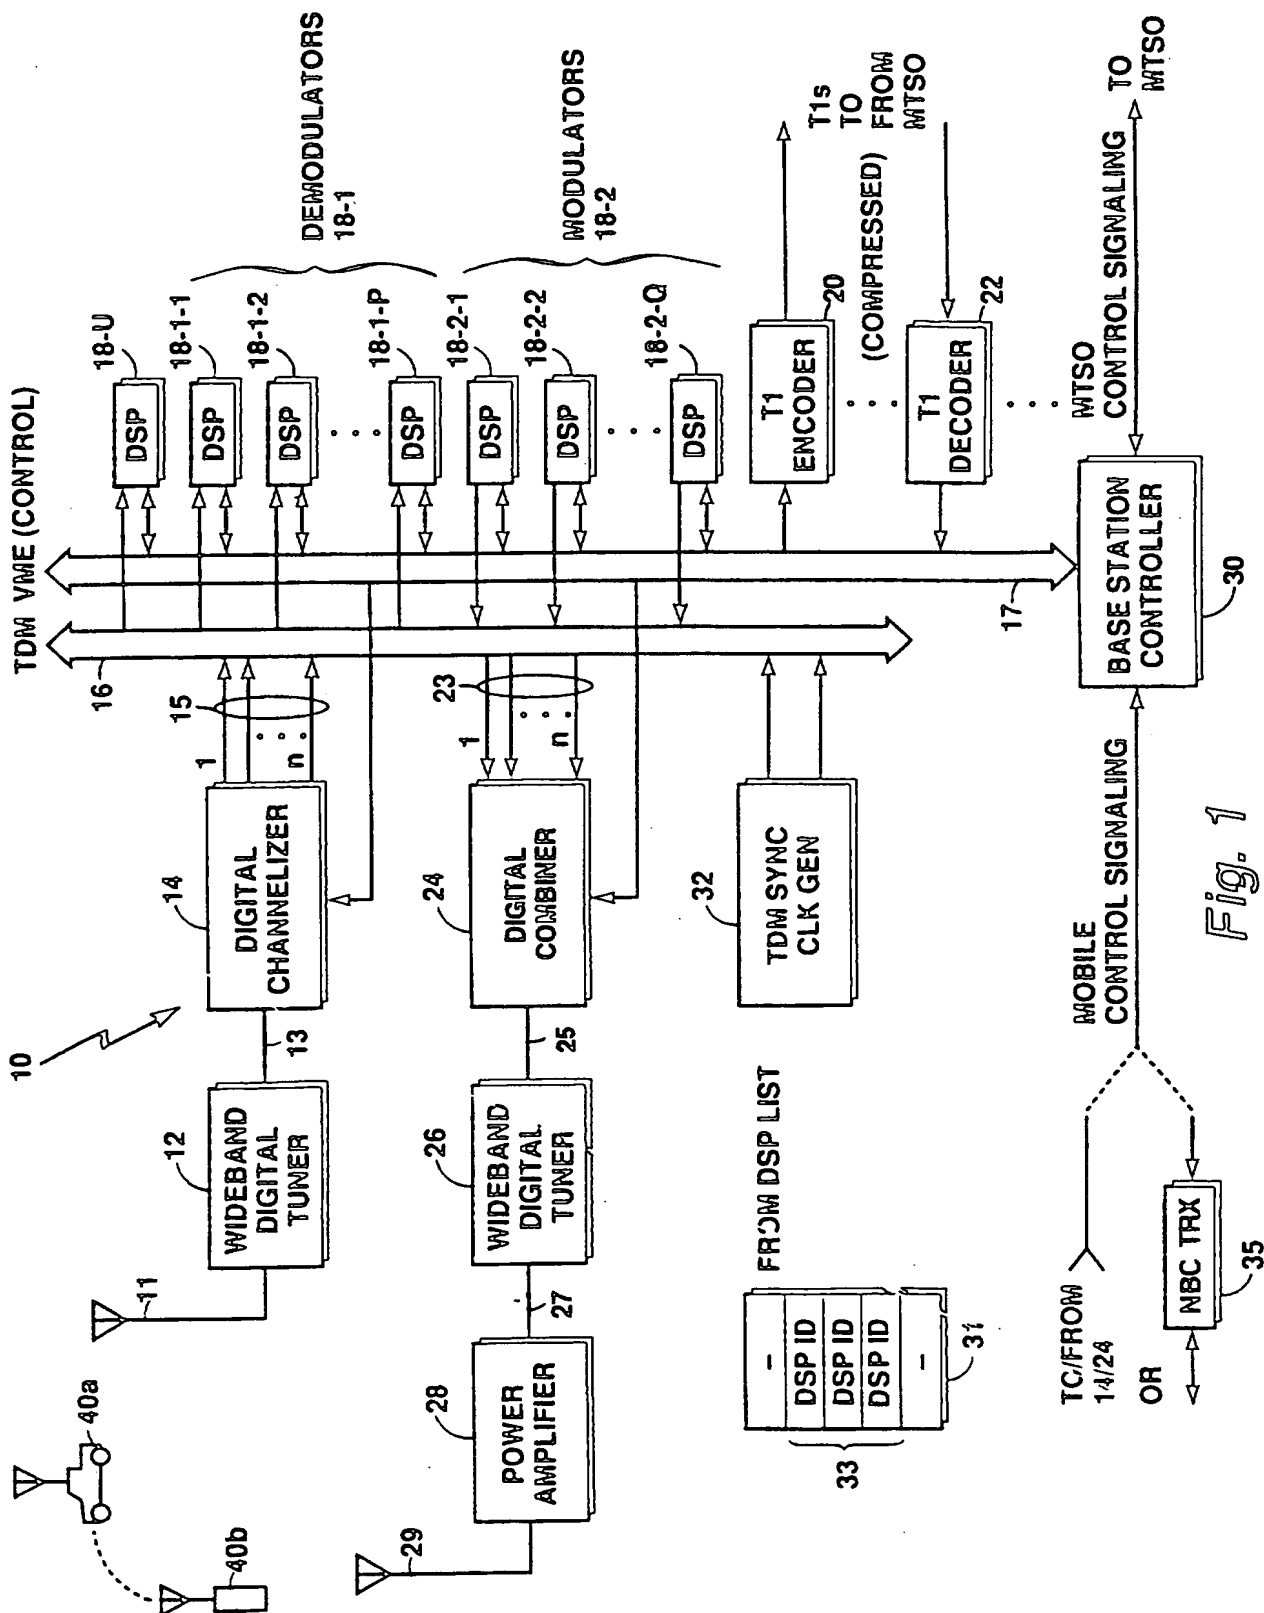 TDM VME (CONTROL)
10
11
12
WIDEBAND
DIGITAL
TUNER
13
14
DIGITAL
CHANNELIZER
1
n
15
16
17
18-U
DSP
18-1-1
DSP
18-1-2
DSP
18-1-P
DSP
DEMODULATORS
18-1
18-2-1
DSP
18-2-2
DSP
18-2-Q
DSP
MODULATORS
18-2
40a
40b
29
28
POWER
AMPLIFIER
27
26
WIDEBAND
DIGITAL
TUNER
25
24
DIGITAL
COMBINER
1
n
23
T1
ENCODER
20
(COMPRESSED)
T1s
TO
FROM
MTSO
T1
DECODER
22
33
-
DSP ID
DSP ID
DSP ID
-
31
FROM DSP LIST
32
TDM SYNC
CLK GEN
TO/FROM
14/24
OR
NBC TRX
35
MOBILE
CONTROL SIGNALING
BASE STATION
CONTROLLER
30
MTSO
CONTROL SIGNALING
TO
MTSO
Fig. 1